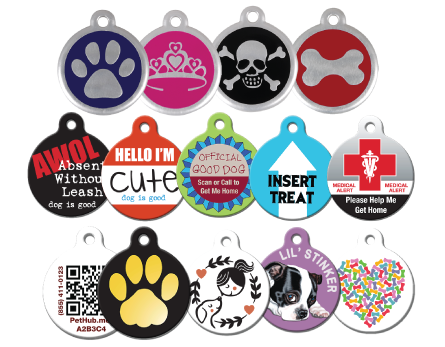 AWOL
Absent
Without
Leash
dog is good
HELLO I'M
cute
dog is good
OFFICIAL
GOOD DOG
Scan or Call to
Get Me Home
INSERT
TREAT
MEDICAL
ALERT
MEDICAL
ALERT
Please Help Me
Get Home
(855) 411-0123
PetHub.me
A2B3C4
LIL' STINKER